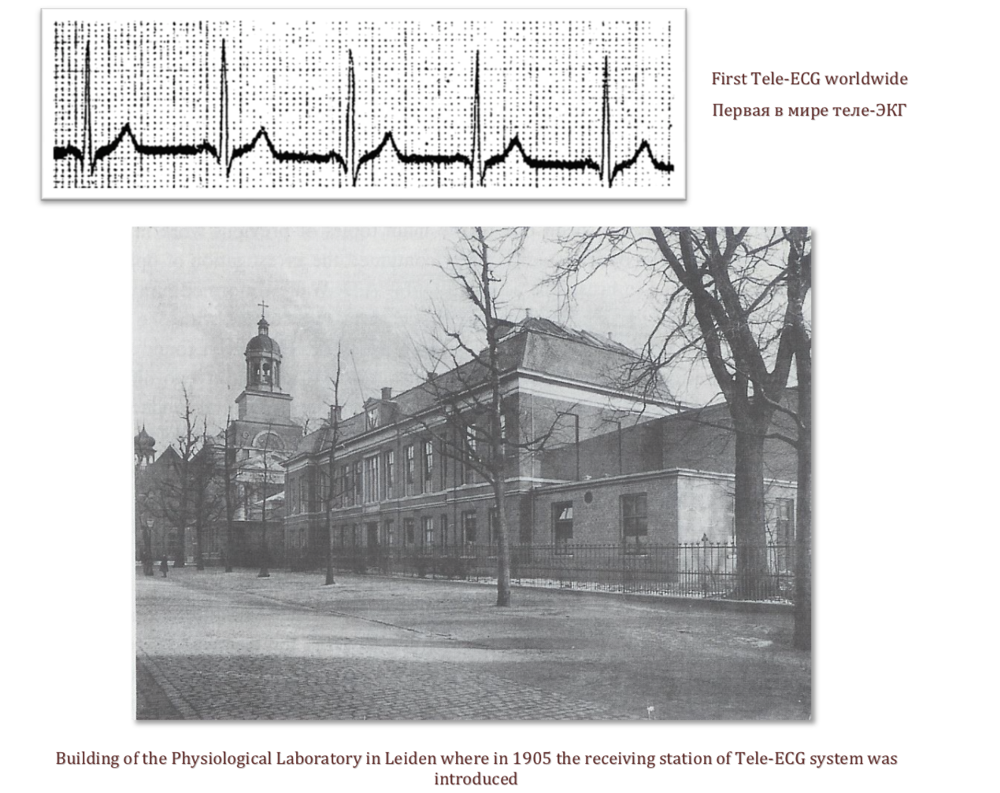 First Tele-ECG worldwide
Первая в мире теле-ЭКГ
Building of the Physiological Laboratory in Leiden where in 1905 the receiving station of Tele-ECG system was
introduced